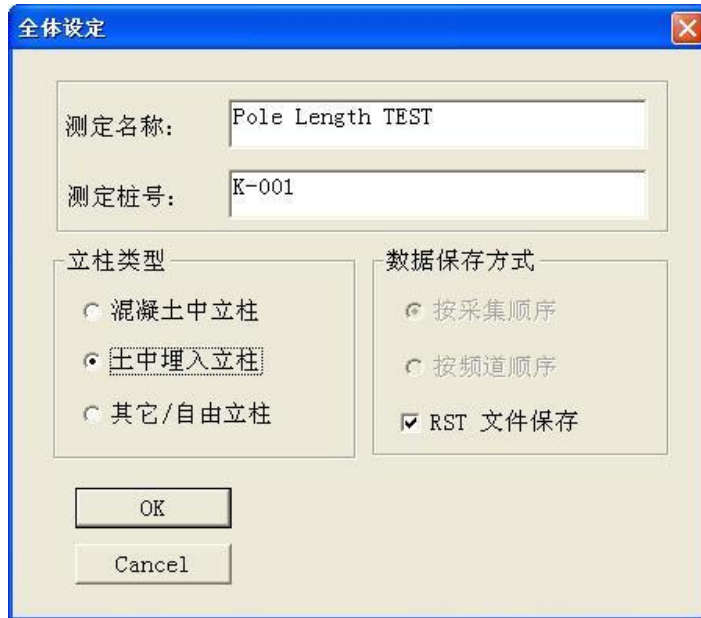 全体设定
测定名称:
Pole Length TEST
测定桩号:
K-001
立柱类型
混凝土中立柱
土中埋入立柱
其它/自由立柱
数据保存方式
按采集顺序
按频道顺序
RST 文件保存
OK
Cancel